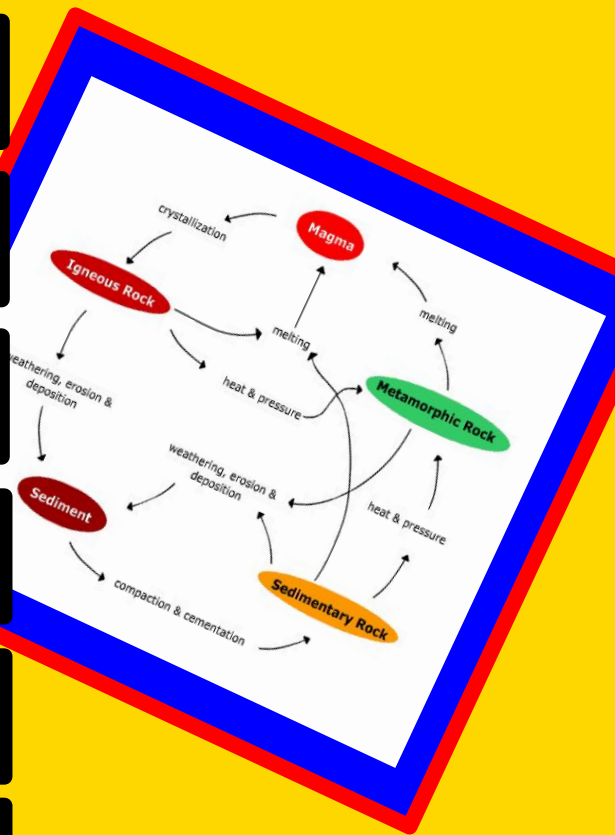 crystallization
Magma
Igneous Rock
melting
melting
heat & pressure
Metamorphic Rock
weathering, erosion &
deposition
weathering, erosion &
deposition
Sediment
heat & pressure
compaction & cementation
Sedimentary Rock